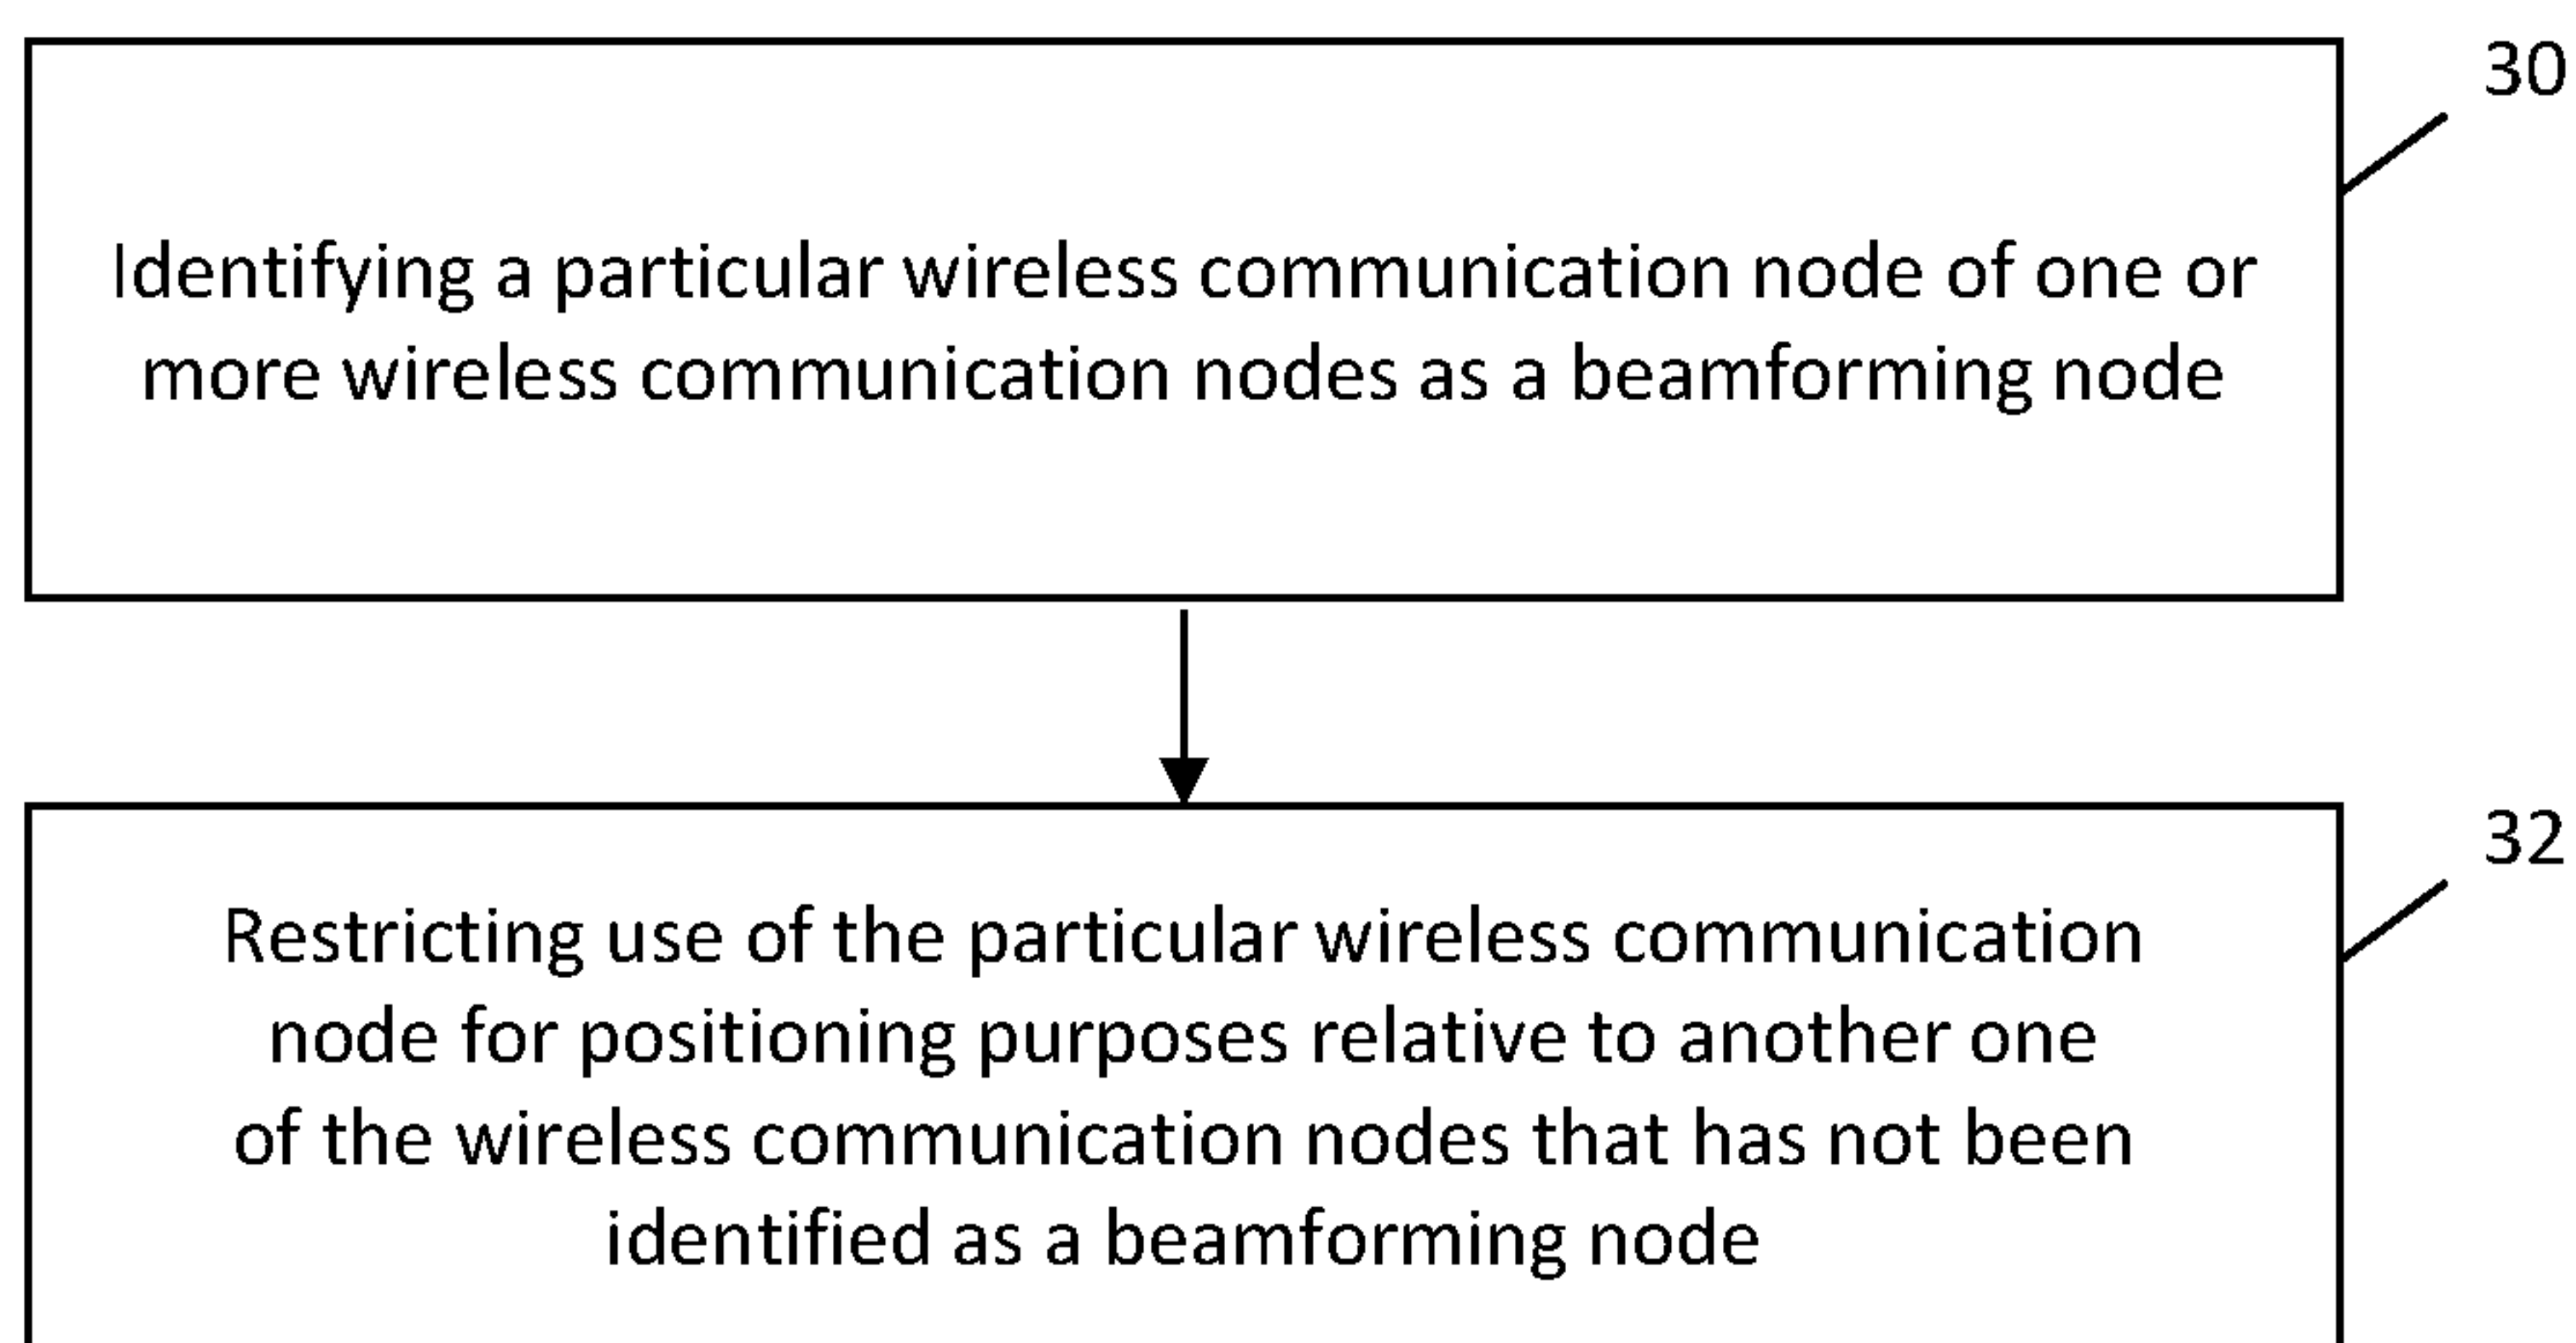 30
Identifying a particular wireless communication node of one or
more wireless communication nodes as a beamforming node
32
Restricting use of the particular wireless communication
node for positioning purposes relative to another one
of the wireless communication nodes that has not been
identified as a beamforming node